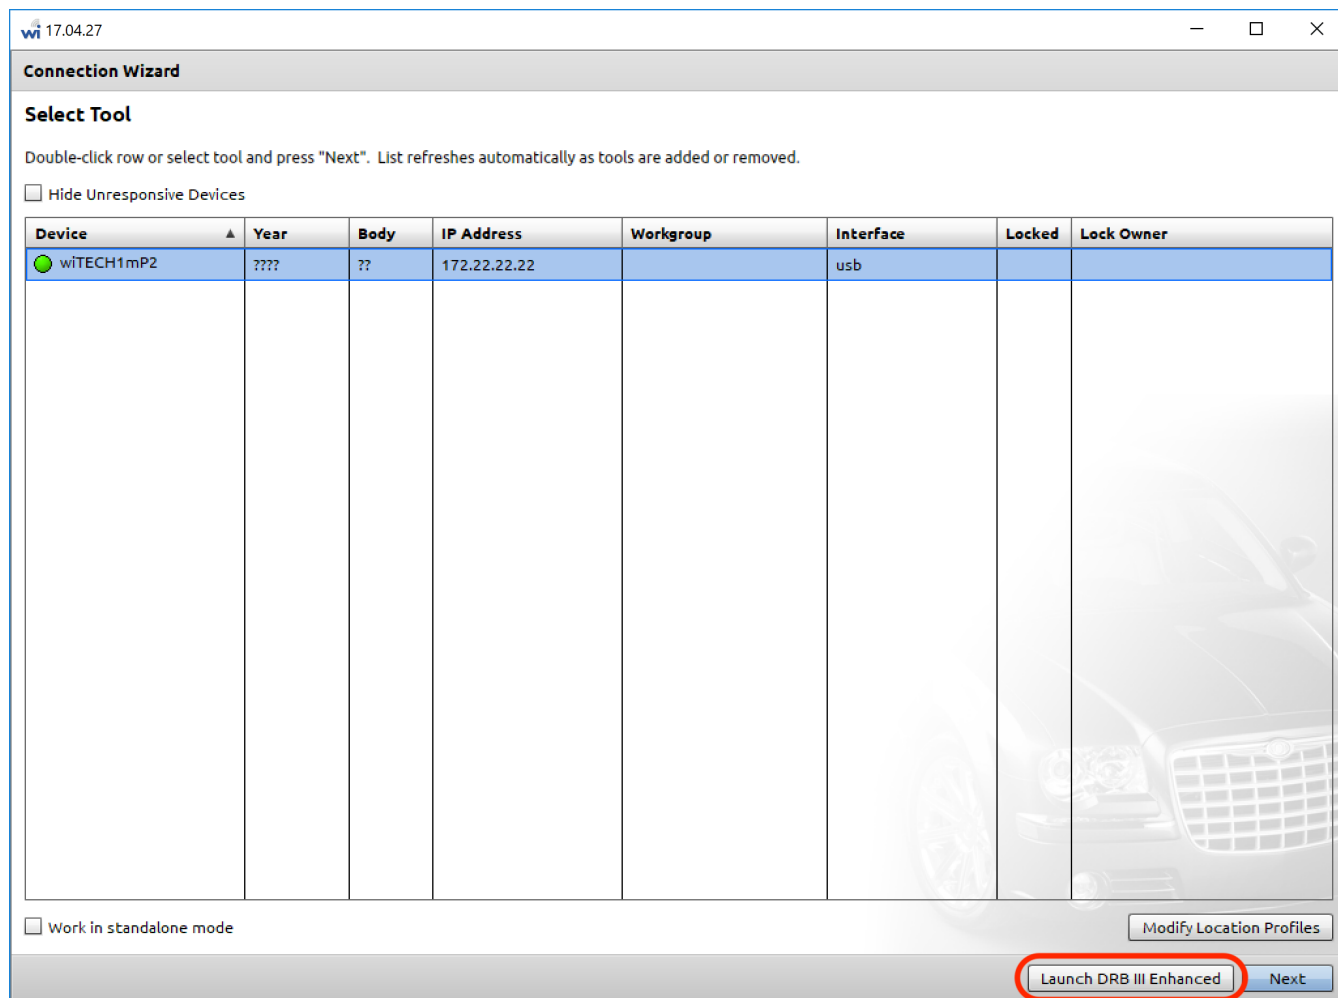 wi 17.04.27
Connection Wizard
Select Tool
Double-click row or select tool and press "Next".  List refreshes automatically as tools are added or removed.
Hide Unresponsive Devices
Device Year Body IP Address Workgroup Interface Locked Lock Owner
wiTECH1mP2 ???? ?? 172.22.22.22 usb
Work in standalone mode
Modify Location Profiles
Launch DRB III Enhanced Next